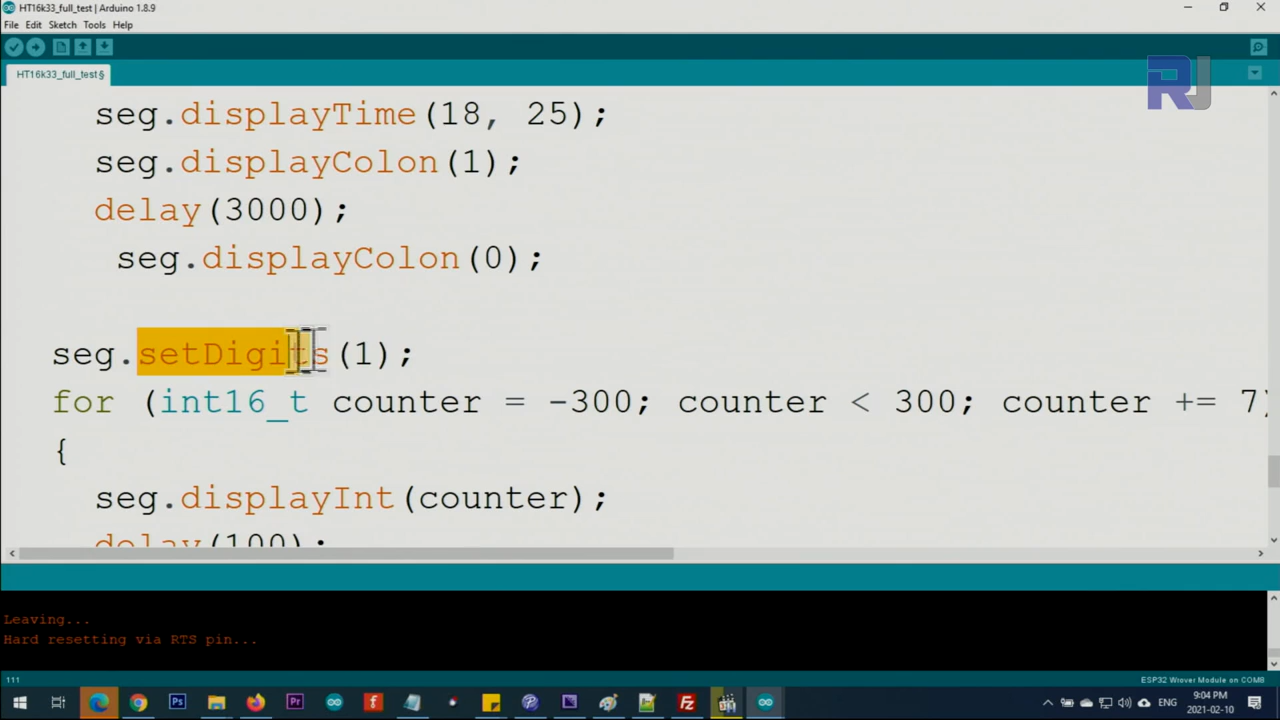 HT16k33_full_test | Arduino 1.8.9
File Edit Sketch Tools Help
HT16k33_full_test§
RJ
seg.displayTime(18, 25);
seg.displayColon(1);
delay(3000);
seg.displayColon(0);
seg.setDigits(1);
for (int16_t counter = -300; counter < 300; counter += 7)
{
seg.displayInt(counter);
delay(100);
Leaving...
Hard resetting via RTS pin...
111
ESP32 Wrover Module on COM8
ENG
9:04 PM
2021-02-10